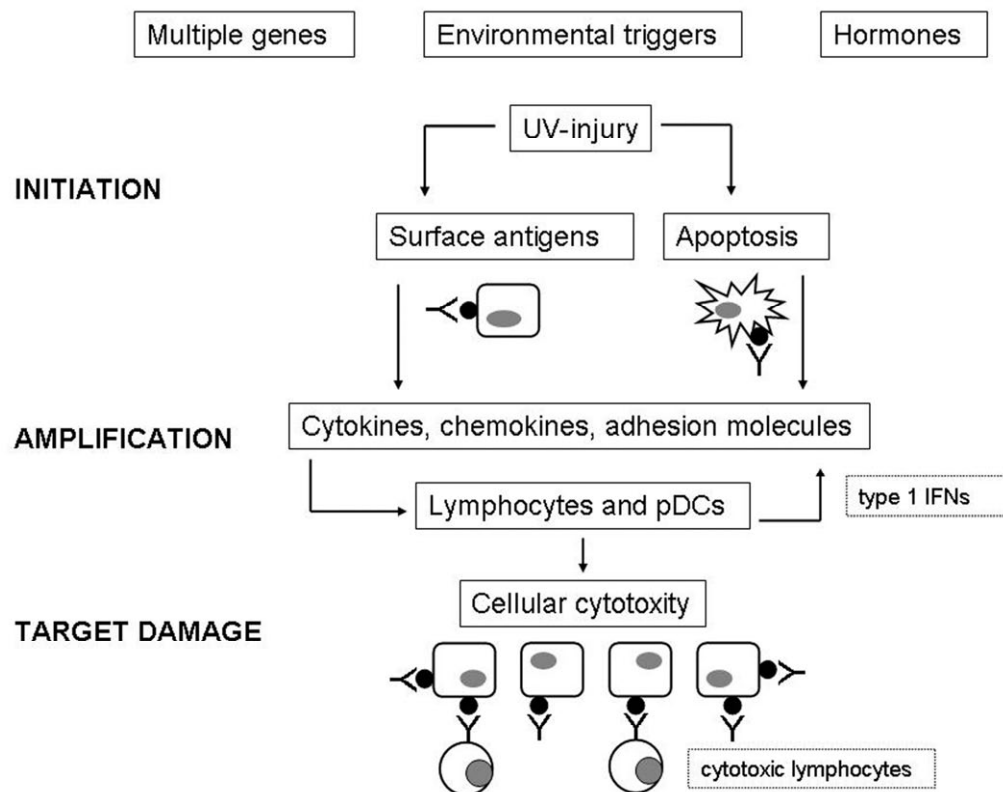 Multiple genes
Environmental triggers
Hormones
UV-injury
INITIATION
Surface antigens
Apoptosis
AMPLIFICATION
Cytokines, chemokines, adhesion molecules
type 1 IFNs
Lymphocytes and pDCs
Cellular cytotoxity
TARGET DAMAGE
cytotoxic lymphocytes